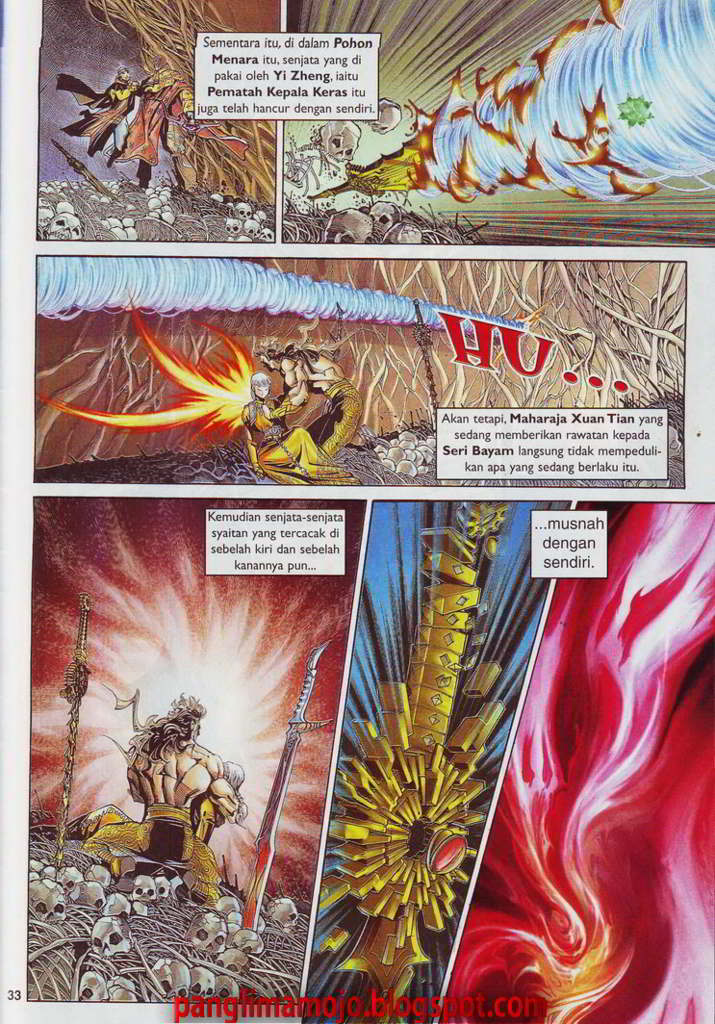 Sementara itu, di dalam Pohon
Menara itu, senjata yang di
pakai oleh Yi Zheng, iaitu
Pematah Kepala Keras itu
juga telah hancur dengan sendiri.
HU...
Akan tetapi, Maharaja Xuan Tian yang
sedang memberikan rawatan kepada
Seri Bayam langsung tidak mempeduli-
kan apa yang sedang berlaku itu.
Kemudian senjata-senjata
syaitan yang tercacak di
sebelah kiri dan sebelah
kanannya pun...
...musnah
dengan
sendiri.
33
panglimamojo.blogspot.com